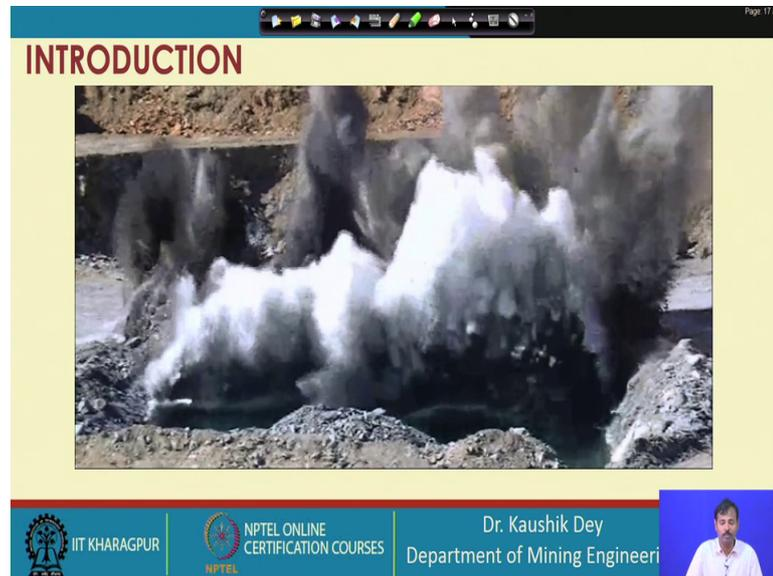 Page: 17
INTRODUCTION
IIT KHARAGPUR
NPTEL
NPTEL ONLINE
CERTIFICATION COURSES
Dr. Kaushik Dey
Department of Mining Engineeri